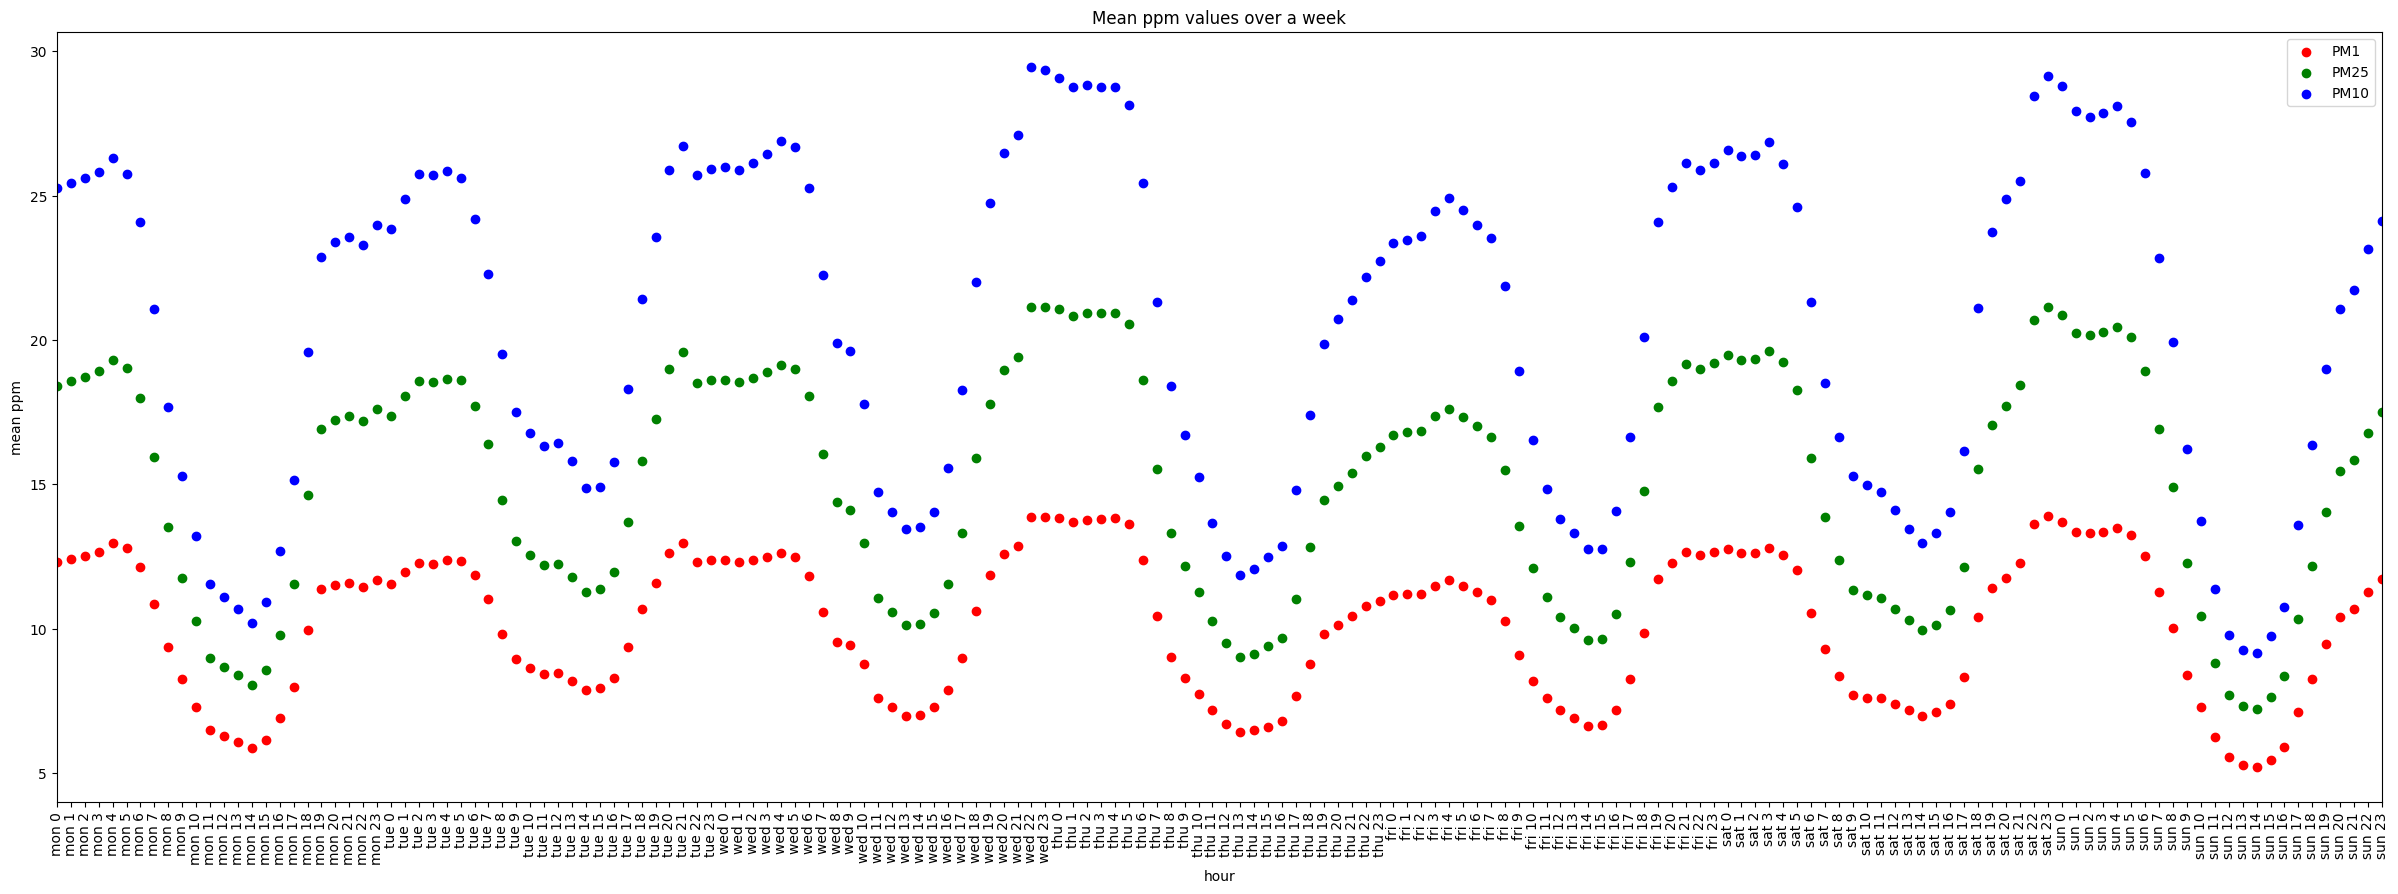 Mean ppm values over a week
PM1
PM25
PM10
30
25
20
15
10
5
mean ppm
mon 0
mon 1
mon 2
mon 3
mon 4
mon 5
mon 6
mon 7
mon 8
mon 9
mon 10
mon 11
mon 12
mon 13
mon 14
mon 15
mon 16
mon 17
mon 18
mon 19
mon 20
mon 21
mon 22
mon 23
tue 0
tue 1
tue 2
tue 3
tue 4
tue 5
tue 6
tue 7
tue 8
tue 9
tue 10
tue 11
tue 12
tue 13
tue 14
tue 15
tue 16
tue 17
tue 18
tue 19
tue 20
tue 21
tue 22
tue 23
wed 0
wed 1
wed 2
wed 3
wed 4
wed 5
wed 6
wed 7
wed 8
wed 9
wed 10
wed 11
wed 12
wed 13
wed 14
wed 15
wed 16
wed 17
wed 18
wed 19
wed 20
wed 21
wed 22
wed 23
thu 0
thu 1
thu 2
thu 3
thu 4
thu 5
thu 6
thu 7
thu 8
thu 9
thu 10
thu 11
thu 12
thu 13
thu 14
thu 15
thu 16
thu 17
thu 18
thu 19
thu 20
thu 21
thu 22
thu 23
fri 0
fri 1
fri 2
fri 3
fri 4
fri 5
fri 6
fri 7
fri 8
fri 9
fri 10
fri 11
fri 12
fri 13
fri 14
fri 15
fri 16
fri 17
fri 18
fri 19
fri 20
fri 21
fri 22
fri 23
sat 0
sat 1
sat 2
sat 3
sat 4
sat 5
sat 6
sat 7
sat 8
sat 9
sat 10
sat 11
sat 12
sat 13
sat 14
sat 15
sat 16
sat 17
sat 18
sat 19
sat 20
sat 21
sat 22
sat 23
sun 0
sun 1
sun 2
sun 3
sun 4
sun 5
sun 6
sun 7
sun 8
sun 9
sun 10
sun 11
sun 12
sun 13
sun 14
sun 15
sun 16
sun 17
sun 18
sun 19
sun 20
sun 21
sun 22
sun 23
hour